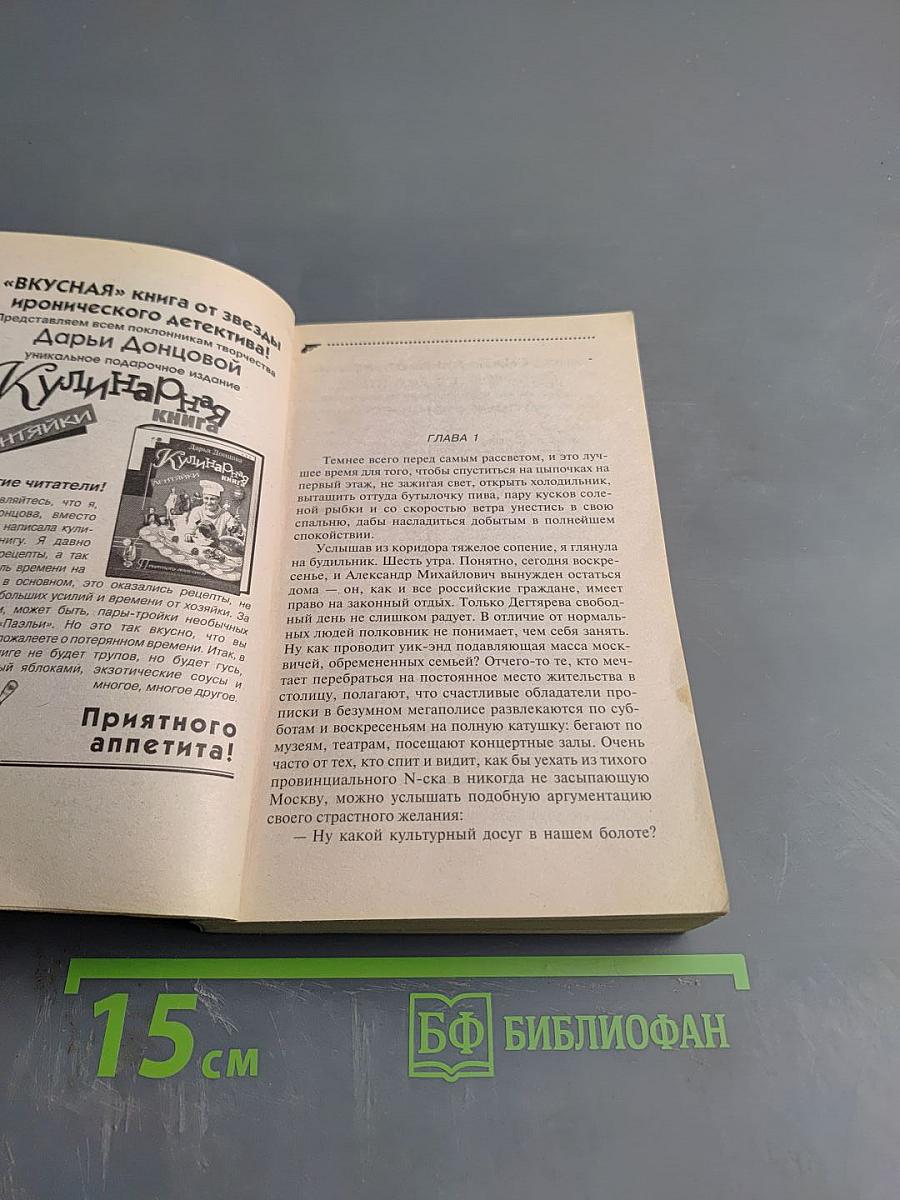 «ВКУСНАЯ» книга от звезды
иронического детектива!
Представляем всем поклонникам творчества
Дарьи Донцовой
уникальное подарочное издание
Кулинарная
книга
читатели!
что я,
вместо
написала кули-
Я давно
рецепты, а так
времени на
в основном, это оказались рецепты, не
больших усилий и времени от хозяйки. За
может быть, пары-тройки необычных
«Паэльи». Но это так вкусно, что вы
пожалеете о потерянном времени. Итак, в
не будет трупов, но будет гусь,
яблоками, экзотические соусы и
многое, многое другое.
Приятного
аппетита!
Дарья Донцова
Кулинарная
книга
ЛЕНТЯЙКИ
ГЛАВА 1
Темнее всего перед самым рассветом, и это луч-
шее время для того, чтобы спуститься на цыпочках на
первый этаж, не зажигая свет, открыть холодильник,
вытащить оттуда бутылочку пива, пару кусков соле-
ной рыбки и со скоростью ветра унестись в свою
спальню, дабы насладиться добытым в полнейшем
спокойствии.
Услышав из коридора тяжелое сопение, я глянула
на будильник. Шесть утра. Понятно, сегодня воскре-
сенье, и Александр Михайлович вынужден остаться
дома — он, как и все российские граждане, имеет
право на законный отдых. Только Дегтярева свобод-
ный день не слишком радует. В отличие от нормаль-
ных людей полковник не понимает, чем себя занять.
Ну как проводит уик-энд подавляющая масса моск-
вичей, обремененных семьей? Отчего-то те, кто меч-
тает перебраться на постоянное место жительства в
столицу, полагают, что счастливые обладатели про-
писки в безумном мегаполисе развлекаются по суб-
ботам и воскресеньям на полную катушку: бегают по
музеям, театрам, посещают концертные залы. Очень
часто от тех, кто спит и видит, как бы уехать из тихого
провинциального N-ска в никогда не засыпающую
Москву, можно услышать подобную аргументацию
своего страстного желания:
— Ну какой культурный досуг в нашем болоте?
15 см
БФ БИБЛИОФАН